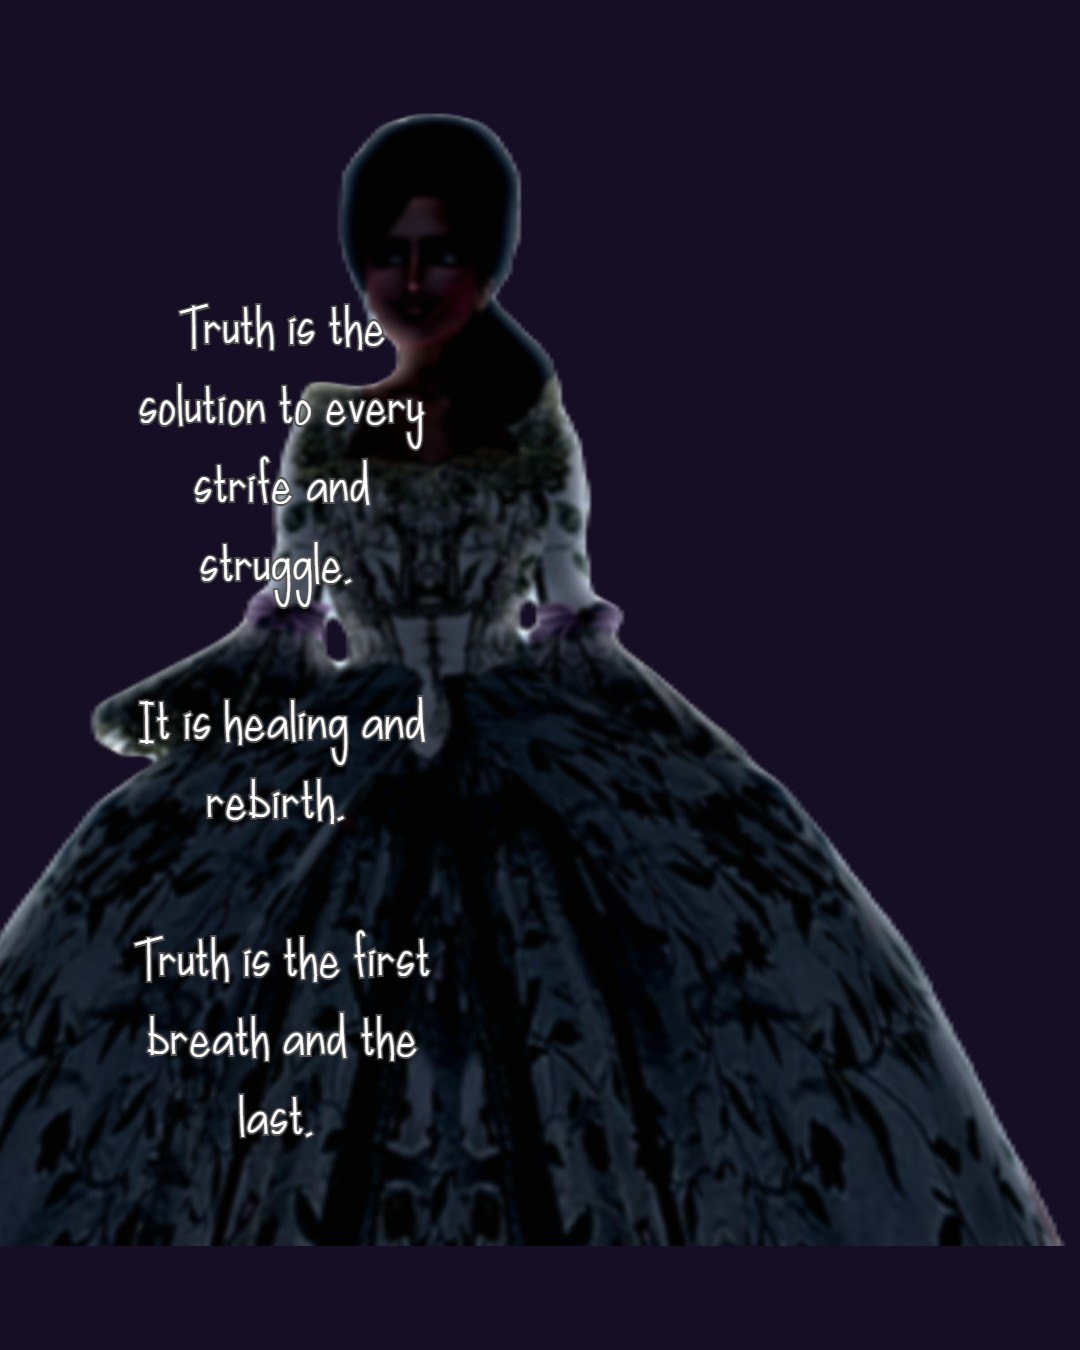 Truth is the
solution to every
strife and
struggle.
It is healing and
rebirth.
Truth is the first
breath and the
last.